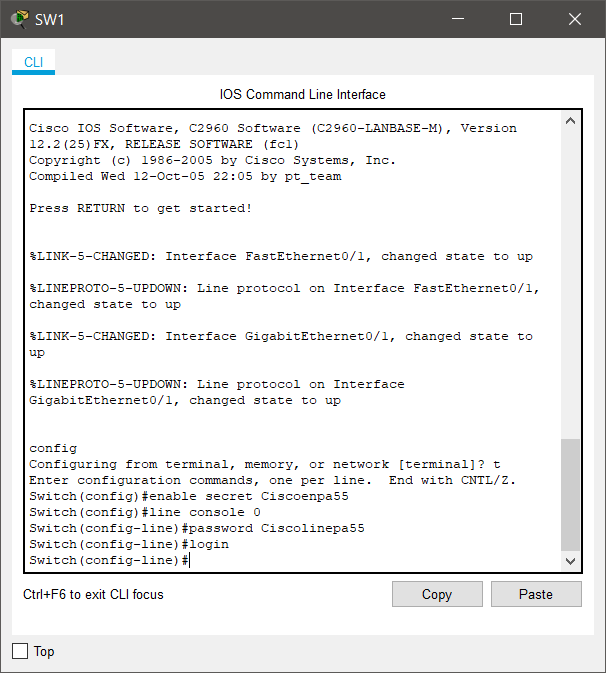 SW1
CLI
IOS Command Line Interface
Cisco IOS Software, C2960 Software (C2960-LANBASE-M), Version
12.2(25)FX, RELEASE SOFTWARE (fc1)
Copyright (c) 1986-2005 by Cisco Systems, Inc.
Compiled Wed 12-Oct-05 22:05 by pt_team
Press RETURN to get started!
%LINK-5-CHANGED: Interface FastEthernet0/1, changed state to up
%LINEPROTO-5-UPDOWN: Line protocol on Interface FastEthernet0/1,
changed state to up
%LINK-5-CHANGED: Interface GigabitEthernet0/1, changed state to
up
%LINEPROTO-5-UPDOWN: Line protocol on Interface
GigabitEthernet0/1, changed state to up
config
Configuring from terminal, memory, or network [terminal]? t
Enter configuration commands, one per line.  End with CNTL/Z.
Switch(config)#enable secret Ciscoenpa55
Switch(config)#line console 0
Switch(config-line)#password Ciscolinepa55
Switch(config-line)#login
Switch(config-line)#
Ctrl+F6 to exit CLI focus
Copy
Paste
Top